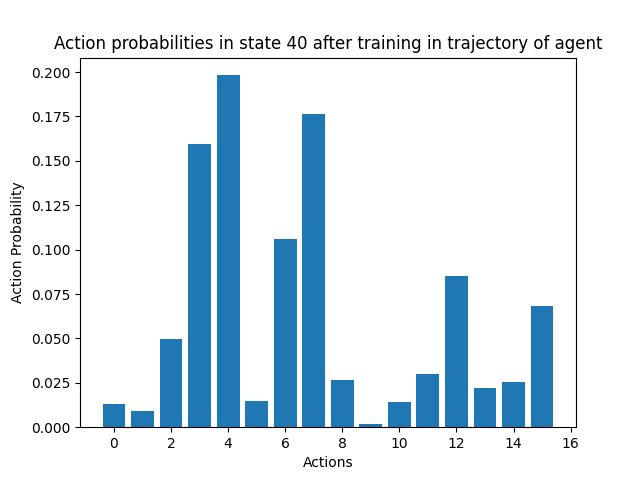 Action probabilities in state 40 after training in trajectory of agent
0.200
0.175
0.150
0.125
0.100
0.075
0.050
0.025
0.000
Action Probability
0 2 4 6 8 10 12 14 16
Actions